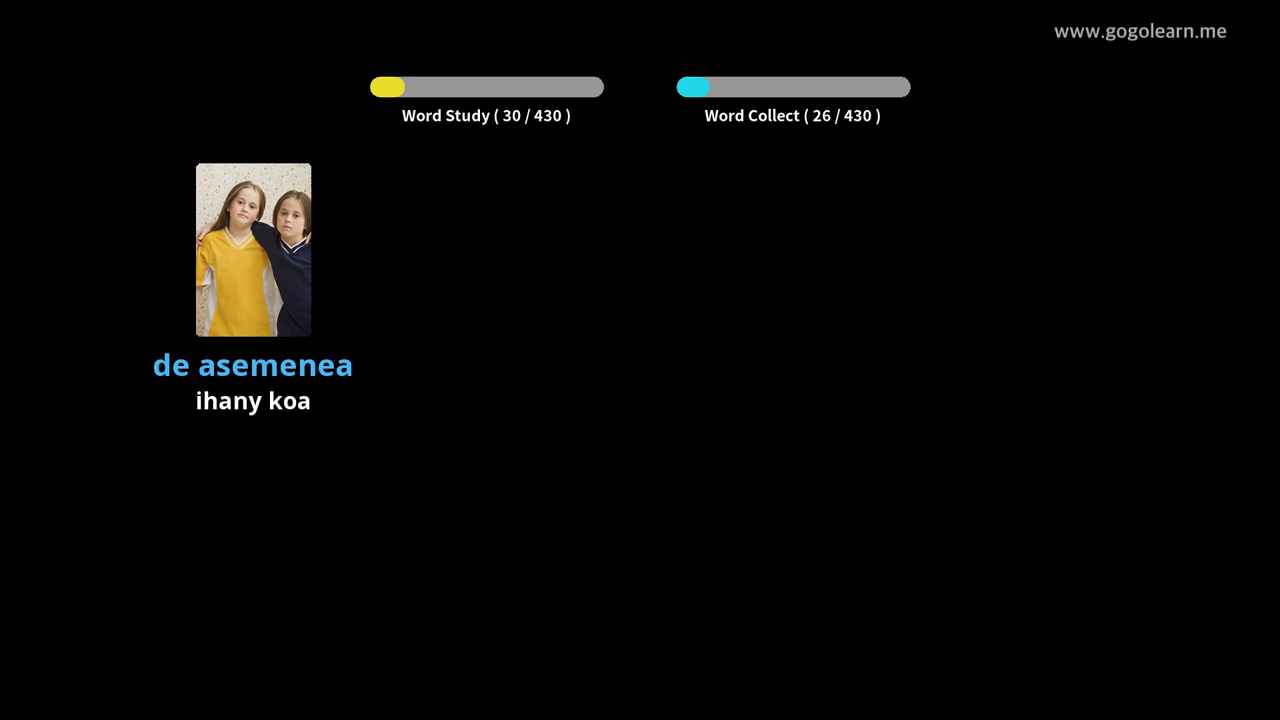 www.gogolearn.me
Word Study ( 30 / 430 )
Word Collect ( 26 / 430 )
de asemenea
ihany koa